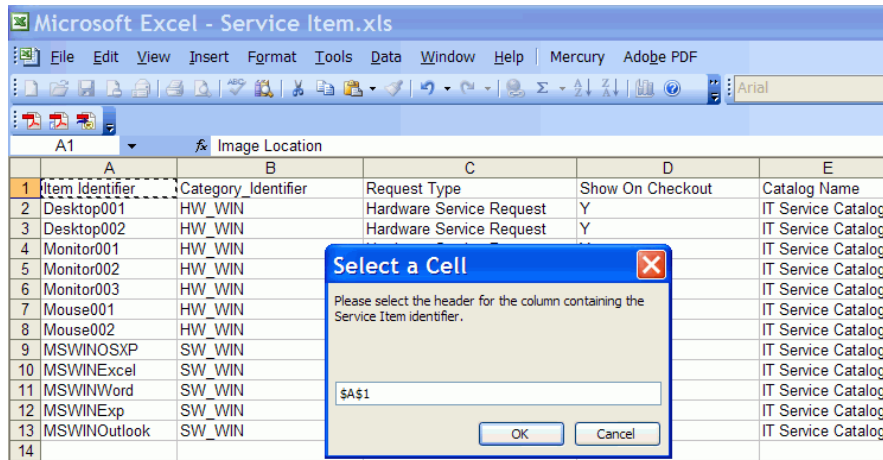 Microsoft Excel - Service Item.xls
File Edit View Insert Format Tools Data Window Help Mercury Adobe PDF
Arial
A1 fx Image Location
A B C D E
1 Item Identifier Category_Identifier Request Type Show On Checkout Catalog Name
2 Desktop001 HW_WIN Hardware Service Request Y IT Service Catalog
3 Desktop002 HW_WIN Hardware Service Request Y IT Service Catalog
4 Monitor001 HW_WIN IT Service Catalog
5 Monitor002 HW_WIN IT Service Catalog
6 Monitor003 HW_WIN IT Service Catalog
7 Mouse001 HW_WIN IT Service Catalog
8 Mouse002 HW_WIN IT Service Catalog
9 MSWINOSXP SW_WIN IT Service Catalog
10 MSWINExcel SW_WIN IT Service Catalog
11 MSWINWord SW_WIN IT Service Catalog
12 MSWINExp SW_WIN IT Service Catalog
13 MSWINOutlook SW_WIN IT Service Catalog
14
Select a Cell
Please select the header for the column containing the
Service Item identifier.
$A$1
OK Cancel